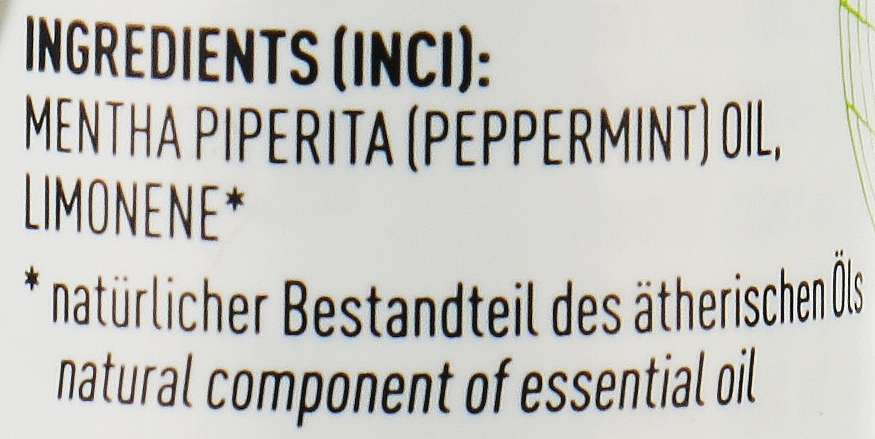 INGREDIENTS (INCI):
MENTHA PIPERITA (PEPPERMINT) OIL,
LIMONENE*
* natürlicher Bestandteil des ätherischen Öls
natural component of essential oil